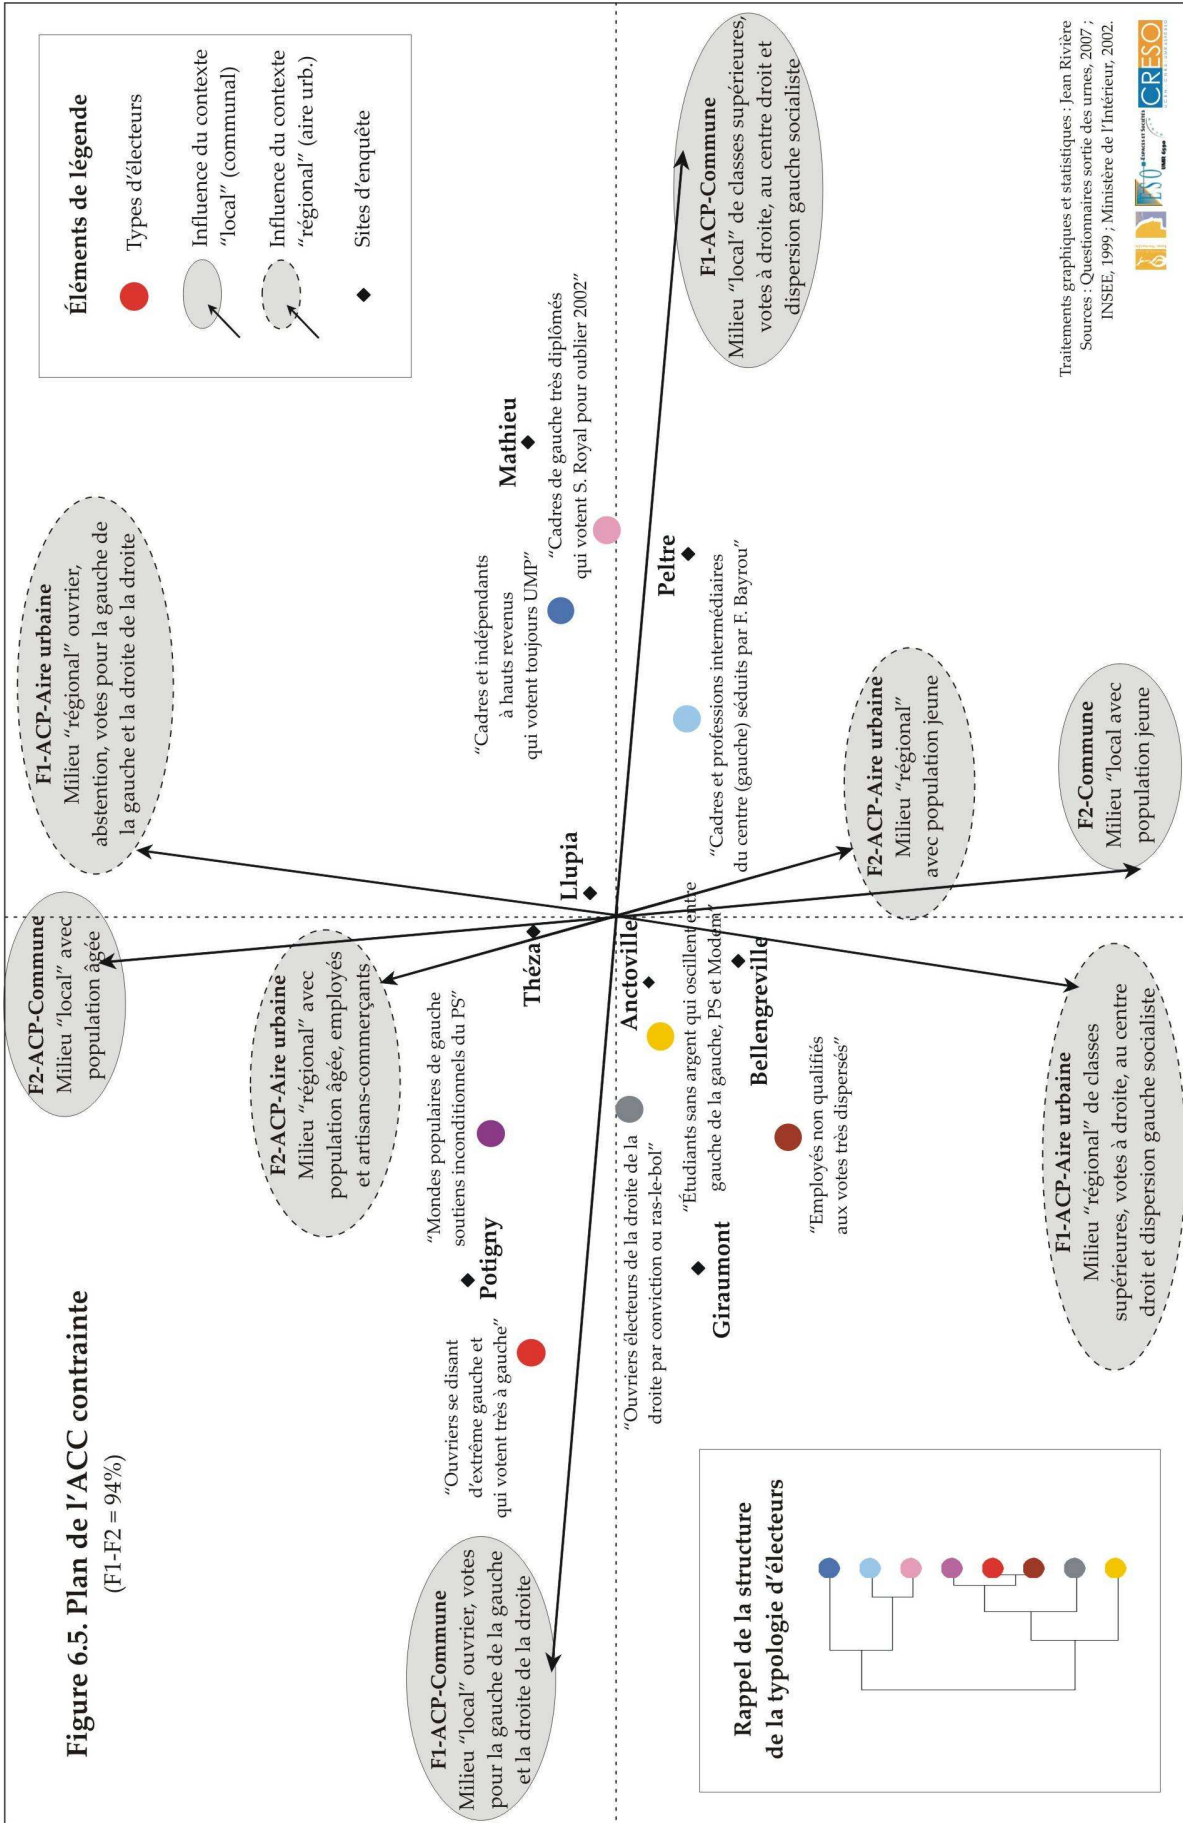 Figure 6.5. Plan de l'ACC contrainte
(F1-F2 = 94%)
F2-ACP-Commune
Milieu "local" avec
population âgée
F1-ACP-Aire urbaine
Milieu "régional" ouvrier,
abstention, votes pour la gauche de
la gauche et la droite de la droite
Éléments de légende
Types d'électeurs
Influence du contexte
"local" (communal)
Influence du contexte
"régional" (aire urb.)
Sites d'enquête
F2-ACP-Aire urbaine
Milieu "régional" avec
population âgée, employés
et artisans-commerçants
"Mondes populaires de gauche
soutiens inconditionnels du PS"
Potigny
"Ouvriers se disant
d'extrême gauche et
qui votent très à gauche"
F1-ACP-Commune
Milieu "local" ouvrier, votes
pour la gauche de la gauche
et la droite de la droite
Théza
Llupia
"Cadres et indépendants
à hauts revenus
qui votent toujours UMP"
Mathieu
"Cadres de gauche très diplômés
qui votent S. Royal pour oublier 2002"
Anctoville
"Ouvriers électeurs de la droite de la
droite par conviction ou ras-le-bol"
"Étudiants sans argent qui oscillent entre
gauche de la gauche, PS et Modem"
Bellengreville
Giraumont
"Employés non qualifiés
aux votes très dispersés"
Peltre
"Cadres et professions intermédiaires
du centre (gauche) séduits par F. Bayrou"
F1-ACP-Commune
Milieu "local" de classes supérieures,
votes à droite, au centre droit et
dispersion gauche socialiste
F2-ACP-Aire urbaine
Milieu "régional"
avec population jeune
F2-Commune
Milieu "local avec
population jeune
F1-ACP-Aire urbaine
Milieu "régional" de classes
supérieures, votes à droite, au centre
droit et dispersion gauche socialiste
Rappel de la structure
de la typologie d'électeurs
Traitements graphiques et statistiques : Jean Rivière
Sources : Questionnaires sortie des urnes, 2007 ;
INSEE, 1999 ; Ministère de l'Intérieur, 2002.
ESO
ESPACES ET SOCIÉTÉS
UMR 6590
CRESO